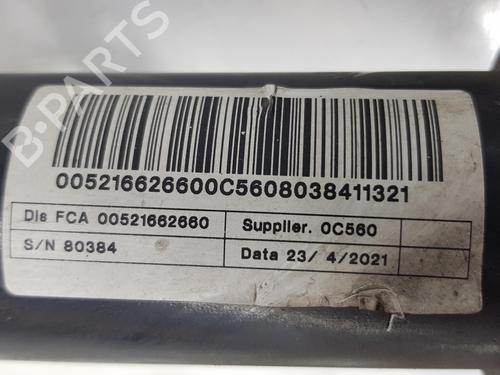 B-PARTS
005216626600C5608038411321
Dis FCA 00521662660
Supplier. 0C560
S/N 80384
Data 23/ 4/2021